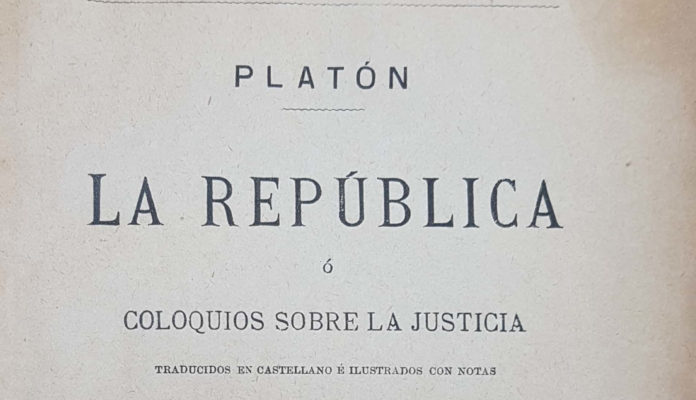 PLATÓN
LA REPÚBLICA
ó
COLOQUIOS SOBRE LA JUSTICIA
TRADUCIDOS EN CASTELLANO É ILUSTRADOS CON NOTAS